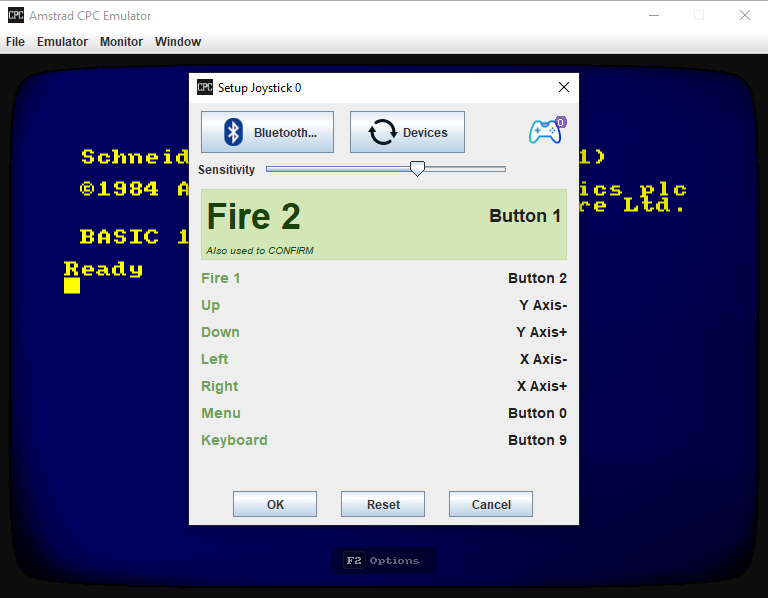 CPC Amstrad CPC Emulator
File Emulator Monitor Window
CPC Setup Joystick 0
Bluetooth... Devices 0
Sensitivity
Schneid 1)
©1984 A ics plc
re Ltd.
BASIC 1
Ready
Fire 2 Button 1
Also used to CONFIRM
Fire 1 Button 2
Up Y Axis-
Down Y Axis+
Left X Axis-
Right X Axis+
Menu Button 0
Keyboard Button 9
OK Reset Cancel
F2 Options